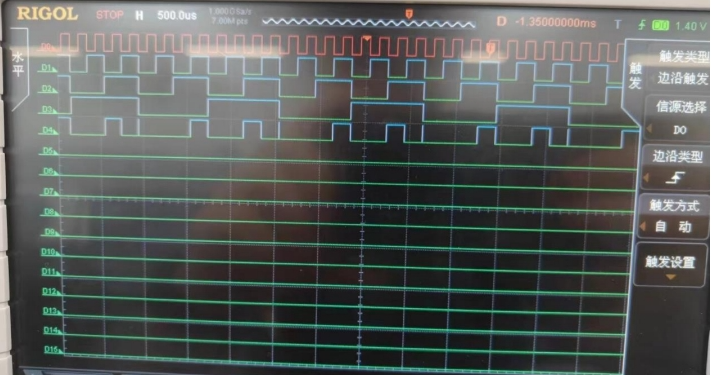 RIGOL STOP H 500.0us D -1.35000000ms T D0 1.40 V
水平
D0
D1
D2
D3
D4
D5
D6
D7
D8
D9
D10
D11
D12
D13
D14
D15
触发
触发类型
边沿触发
信源选择
D0
边沿类型
触发方式
自 动
触发设置